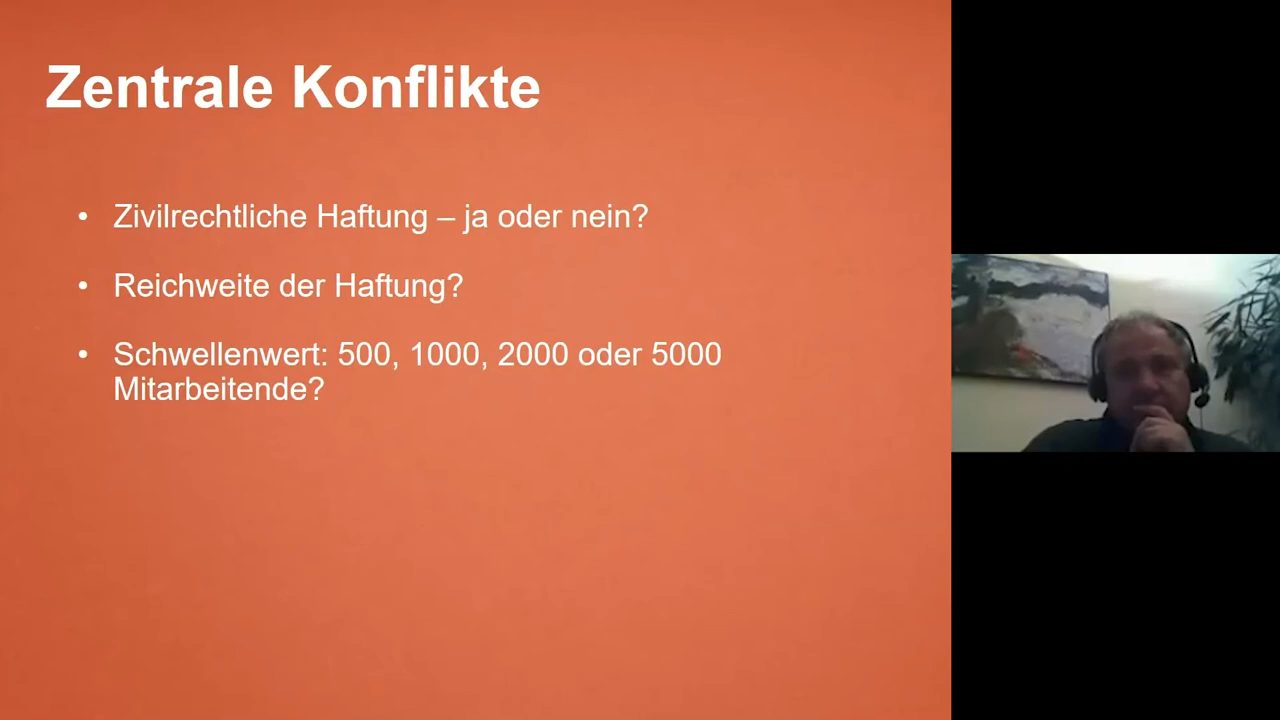 Zentrale Konflikte
• Zivilrechtliche Haftung – ja oder nein?
• Reichweite der Haftung?
• Schwellenwert: 500, 1000, 2000 oder 5000
Mitarbeitende?